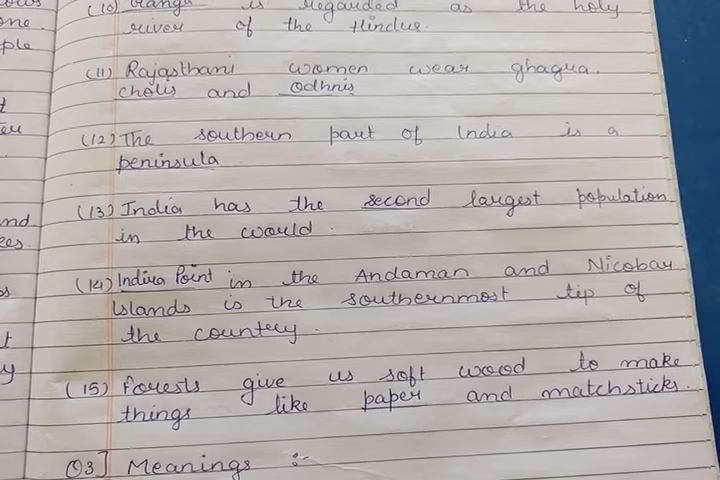 (10) Ganga is regarded as the holy
river of the Hindus.
(11) Rajasthani women wear ghagra,
cholis and odhnis
(12) The southern part of India is a
peninsula
(13) India has the second largest population
in the world.
(14) Indira Point in the Andaman and Nicobar
Islands is the southernmost tip of
the country.
(15) Forests give us soft wood to make
things like paper and matchsticks.
Q3] Meanings :-